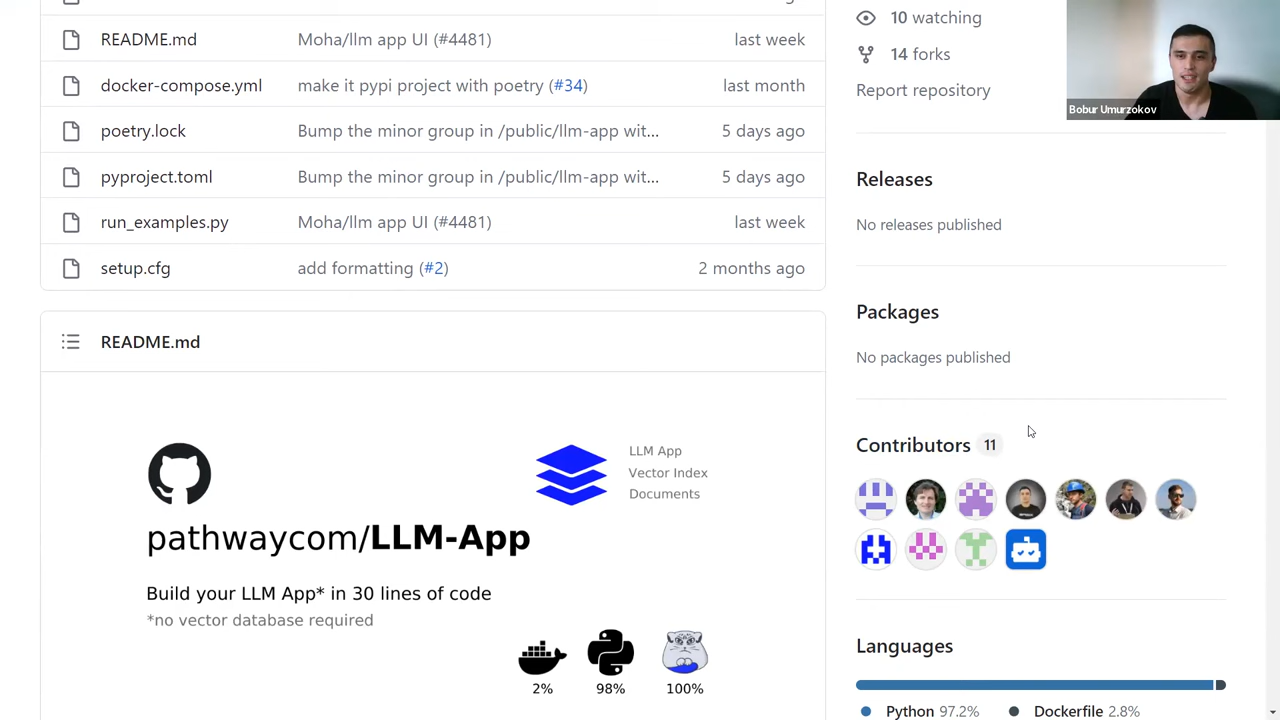 README.md Moha/llm app UI (#4481) last week
docker-compose.yml make it pypi project with poetry (#34) last month
poetry.lock Bump the minor group in /public/llm-app wit... 5 days ago
pyproject.toml Bump the minor group in /public/llm-app wit... 5 days ago
run_examples.py Moha/llm app UI (#4481) last week
setup.cfg add formatting (#2) 2 months ago
README.md
LLM App
Vector Index
Documents
pathwaycom/LLM-App
Build your LLM App* in 30 lines of code
*no vector database required
2% 98% 100%
10 watching
14 forks
Report repository
Releases
No releases published
Packages
No packages published
Contributors 11
Languages
Python 97.2% Dockerfile 2.8%
Bobur Umurzokov